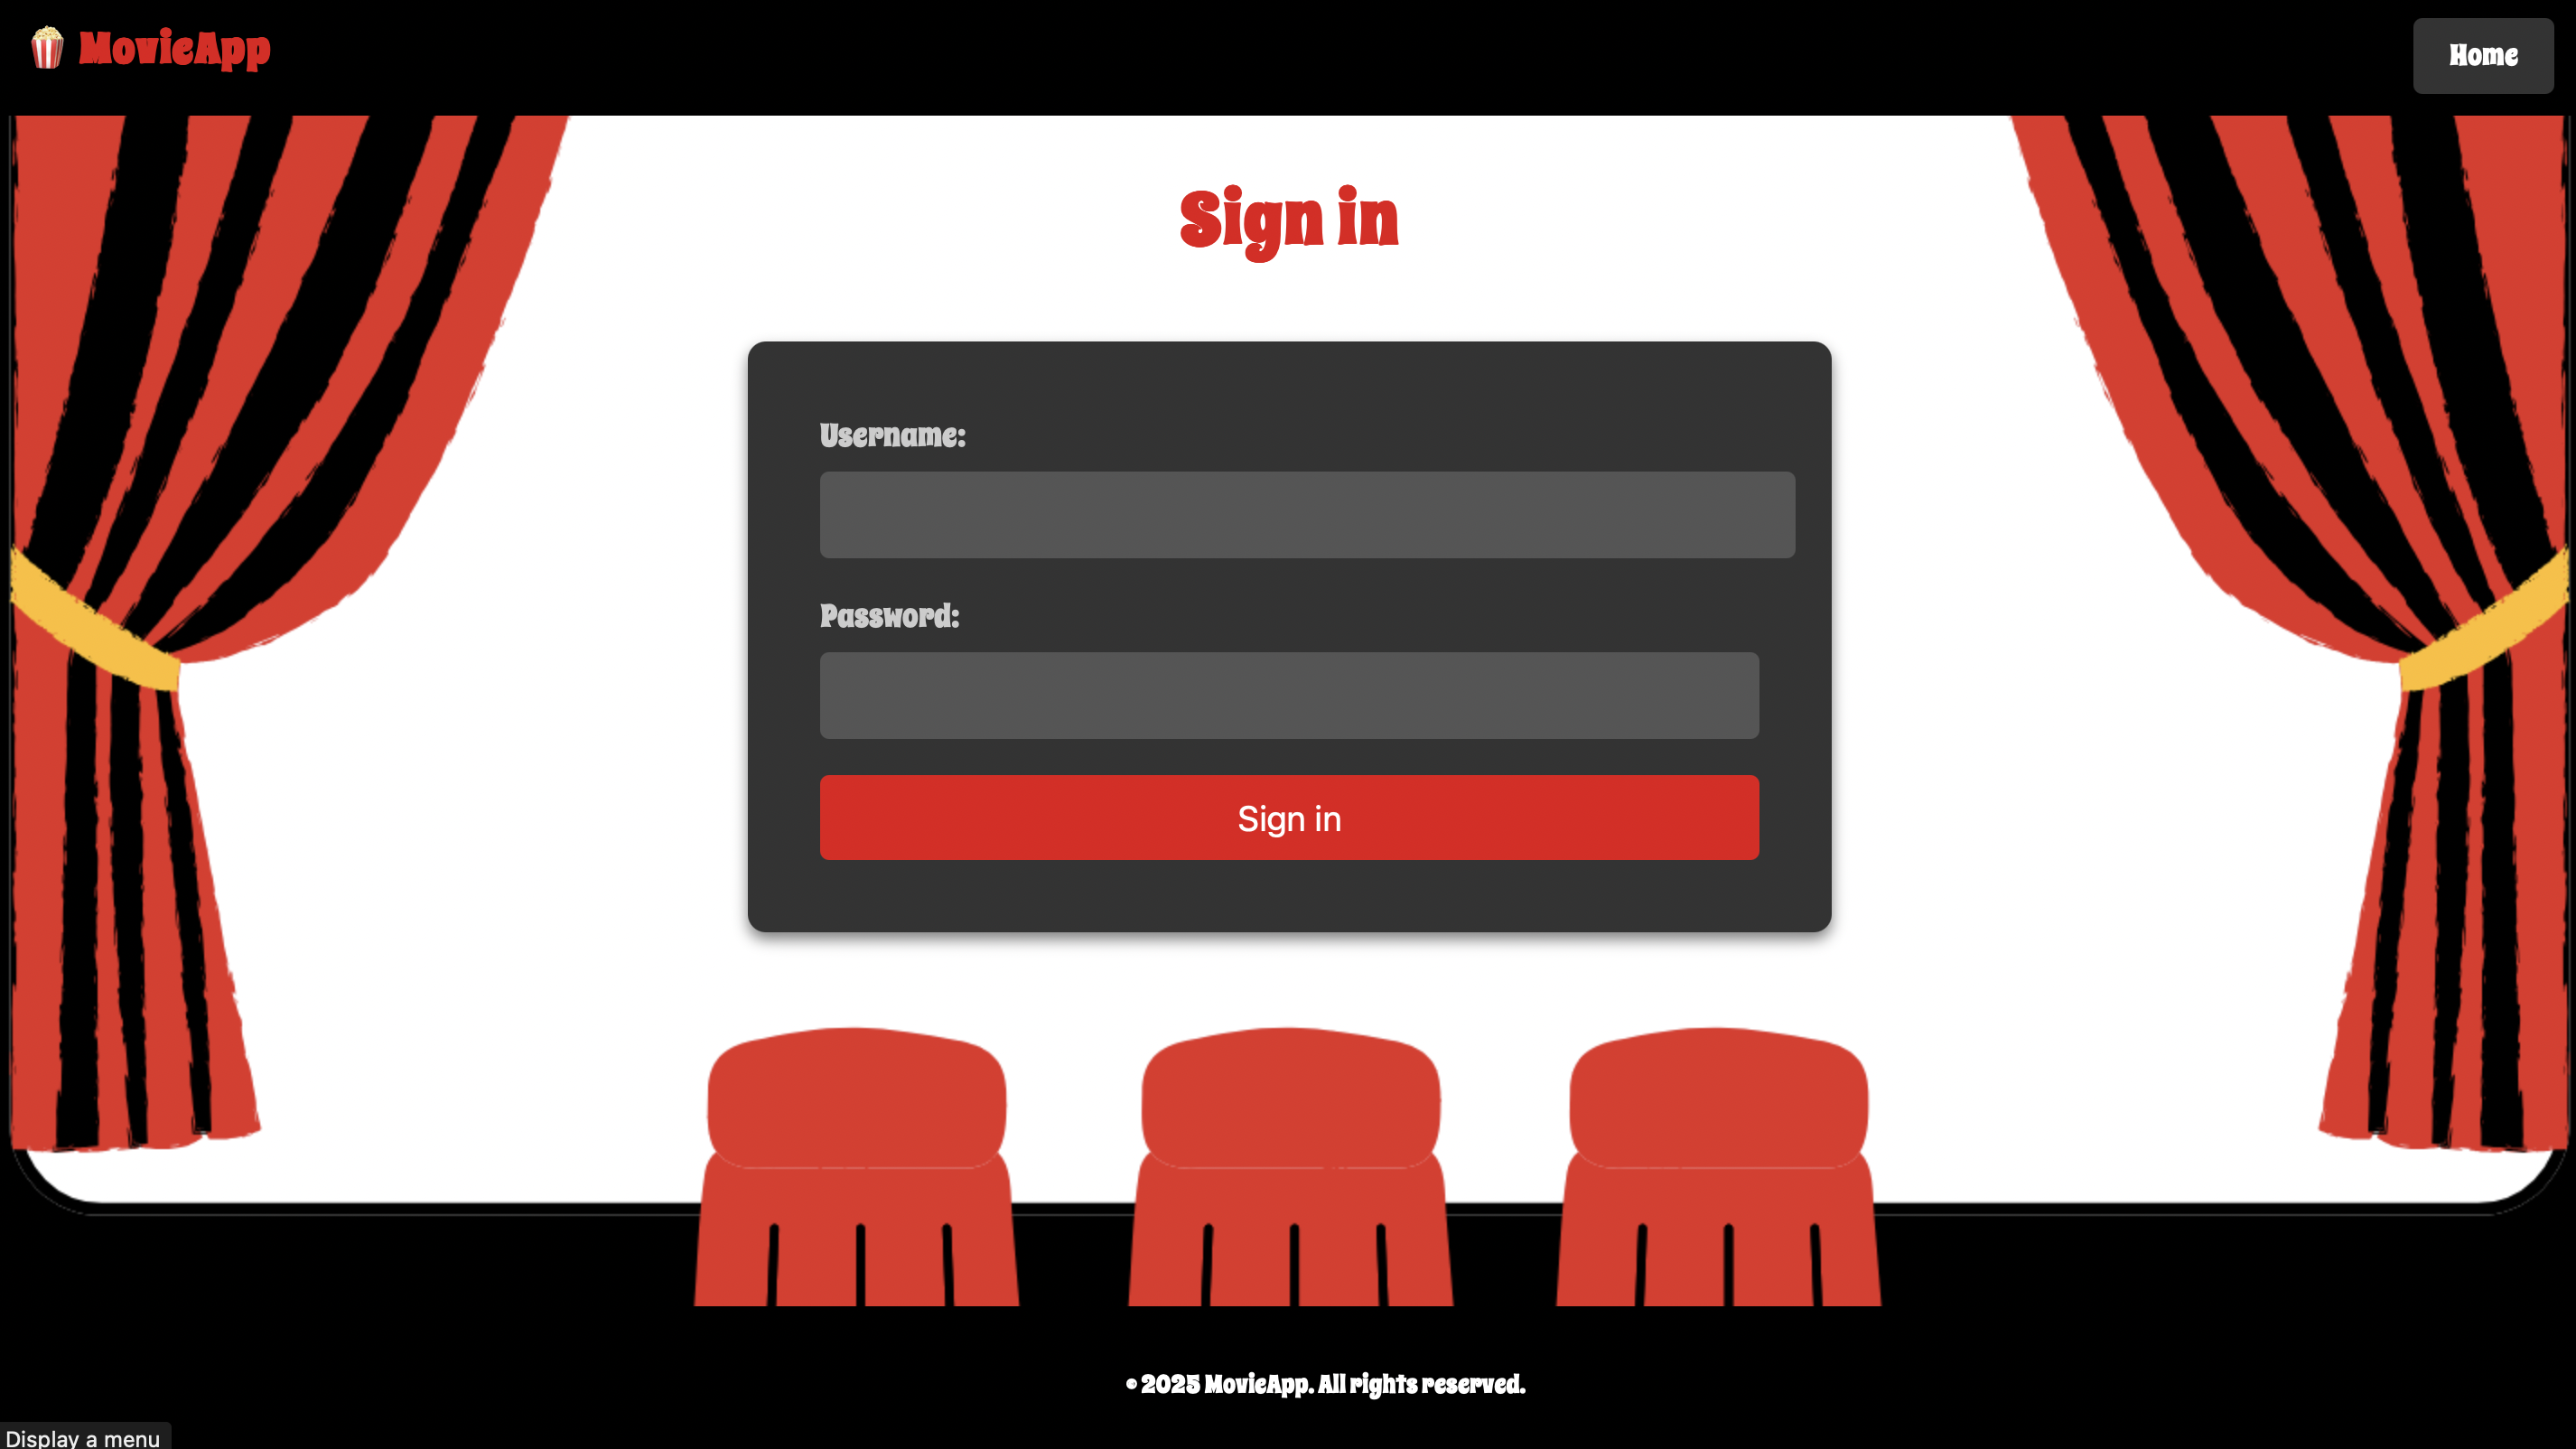 MovieApp
Home
Sign in
Username:
Password:
Sign in
© 2025 MovieApp. All rights reserved.
Display a menu